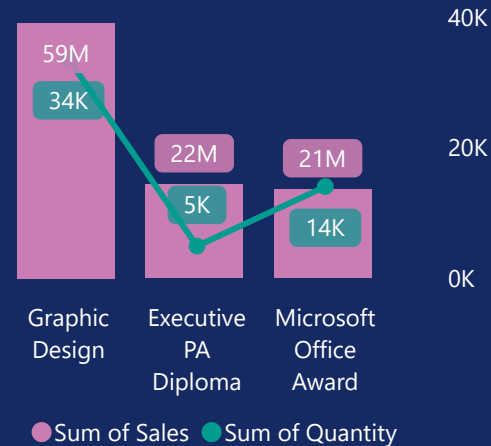 40K
59M
34K
22M
21M
20K
5K
14K
0K
Graphic Design
Executive PA Diploma
Microsoft Office Award
Sum of Sales
Sum of Quantity